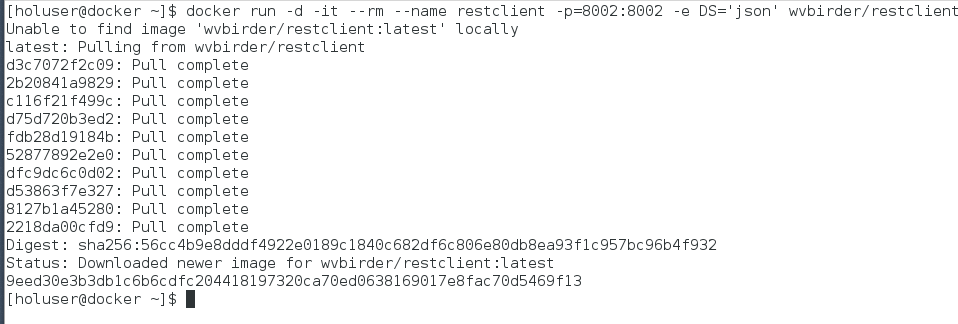 [holuser@docker ~]$ docker run -d -it --rm --name restclient -p=8002:8002 -e DS='json' wvbirder/restclient
Unable to find image 'wvbirder/restclient:latest' locally
latest: Pulling from wvbirder/restclient
d3c7072f2c09: Pull complete
2b20841a9829: Pull complete
c116f21f499c: Pull complete
d75d720b3ed2: Pull complete
fdb28d19184b: Pull complete
52877892e2e0: Pull complete
dfc9dc6c0d02: Pull complete
d53863f7e327: Pull complete
8127b1a45280: Pull complete
2218da00cfd9: Pull complete
Digest: sha256:56cc4b9e8dddf4922e0189c1840c682df6c806e80db8ea93f1c957bc96b4f932
Status: Downloaded newer image for wvbirder/restclient:latest
9eed30e3b3db1c6b6cdfc204418197320ca70ed0638169017e8fac70d5469f13
[holuser@docker ~]$